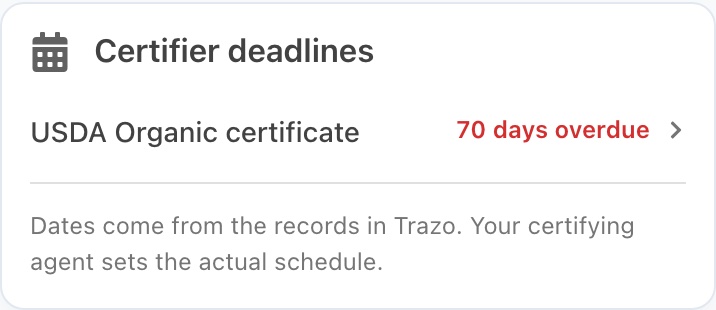 Certifier deadlines
USDA Organic certificate
70 days overdue
Dates come from the records in Trazo. Your certifying
agent sets the actual schedule.